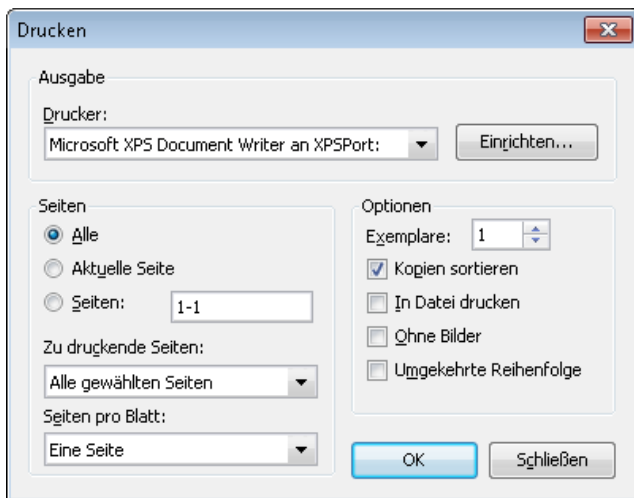 Drucken
Ausgabe
Drucker:
Microsoft XPS Document Writer an XPSPort:
Einrichten...
Seiten
Alle
Aktuelle Seite
Seiten:
1-1
Zu druckende Seiten:
Alle gewählten Seiten
Seiten pro Blatt:
Eine Seite
Optionen
Exemplare:
1
Kopien sortieren
In Datei drucken
Ohne Bilder
Umgekehrte Reihenfolge
OK
Schließen